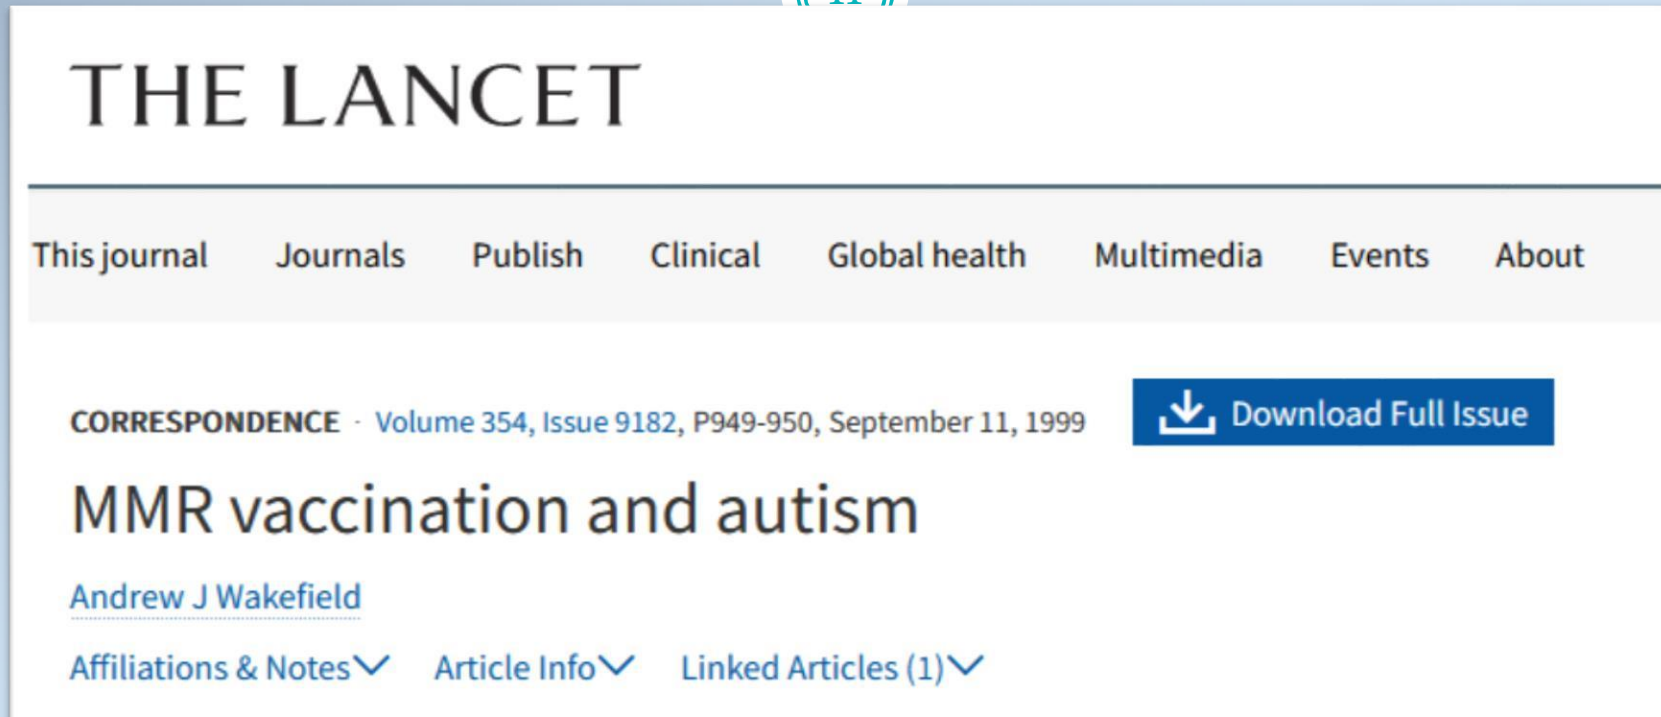 THE LANCET
This journal Journals Publish Clinical Global health Multimedia Events About
CORRESPONDENCE · Volume 354, Issue 9182, P949-950, September 11, 1999 Download Full Issue
MMR vaccination and autism
Andrew J Wakefield
Affiliations & Notes Article Info Linked Articles (1)